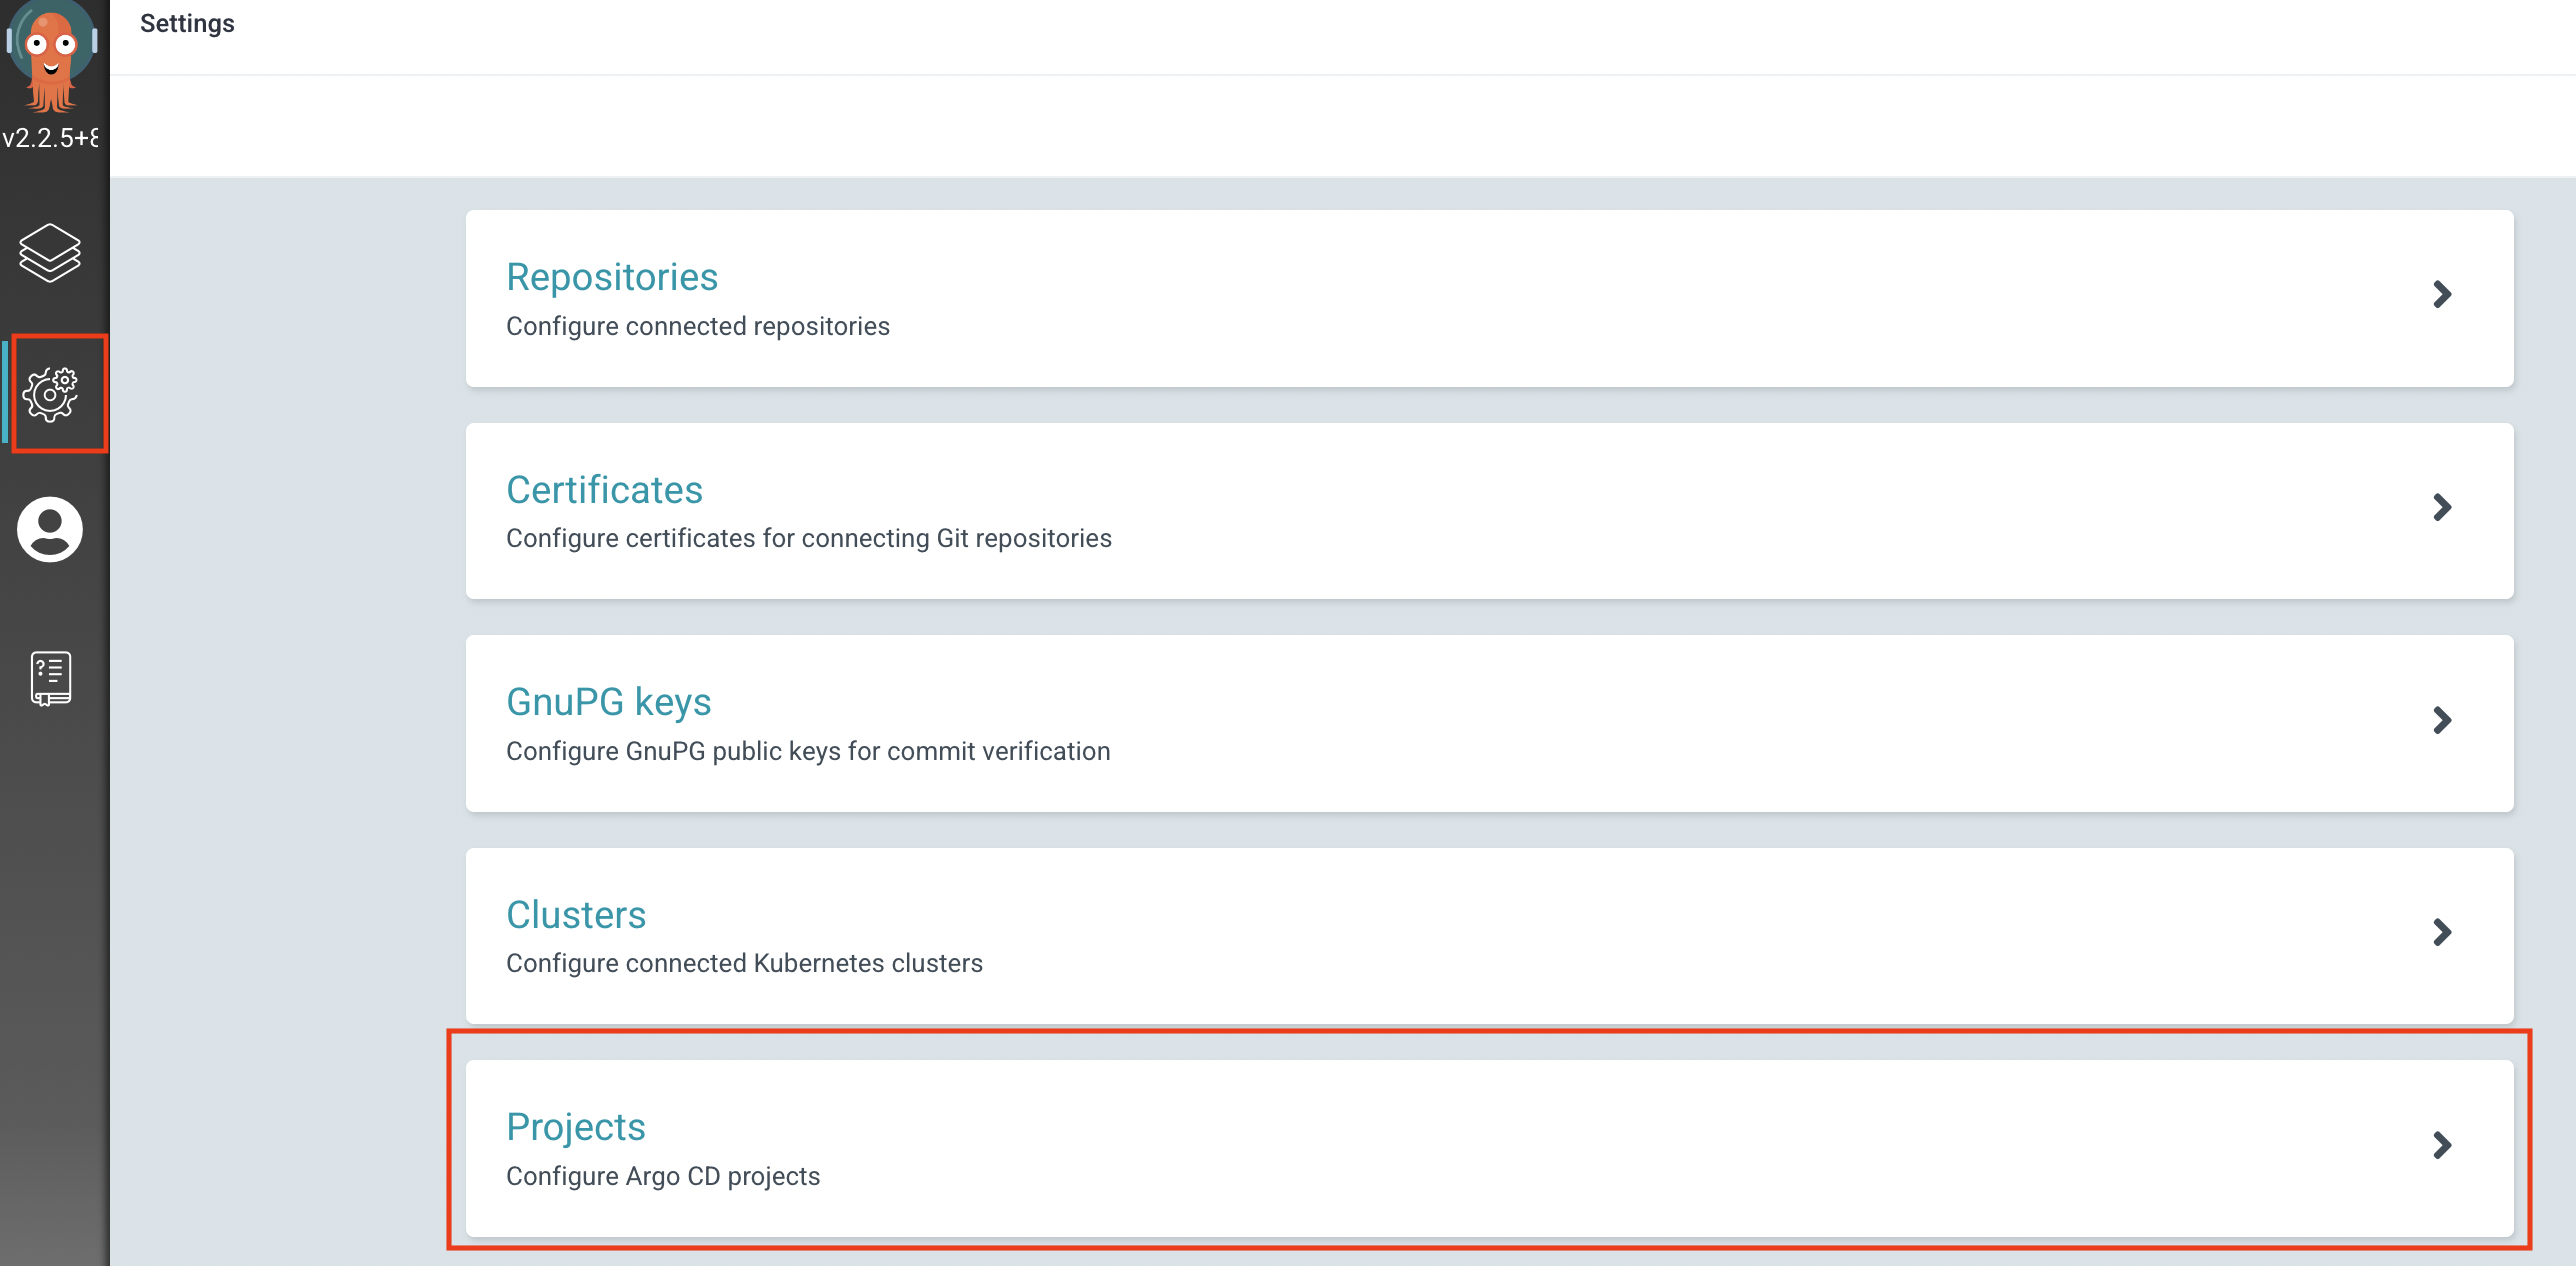 Settings
v2.2.5+8
Repositories
Configure connected repositories
Certificates
Configure certificates for connecting Git repositories
GnuPG keys
Configure GnuPG public keys for commit verification
Clusters
Configure connected Kubernetes clusters
Projects
Configure Argo CD projects